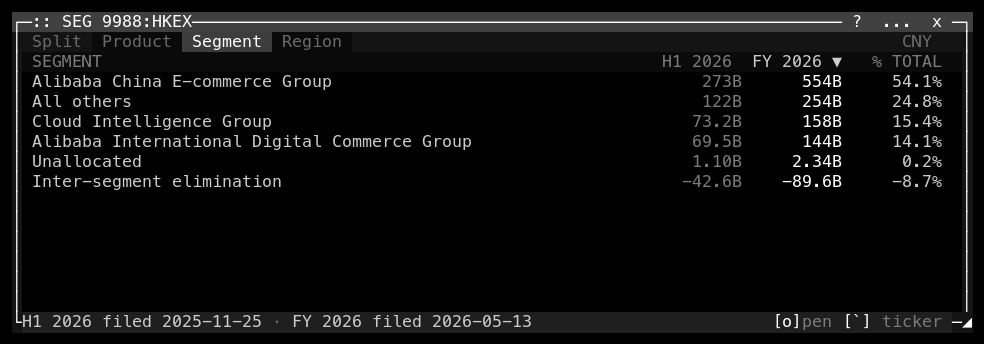 :: SEG 9988:HKEX ? ... x
Split Product Segment Region CNY
SEGMENT H1 2026 FY 2026 ▼ % TOTAL
Alibaba China E-commerce Group 273B 554B 54.1%
All others 122B 254B 24.8%
Cloud Intelligence Group 73.2B 158B 15.4%
Alibaba International Digital Commerce Group 69.5B 144B 14.1%
Unallocated 1.10B 2.34B 0.2%
Inter-segment elimination -42.6B -89.6B -8.7%
H1 2026 filed 2025-11-25 · FY 2026 filed 2026-05-13 [o]pen [`] ticker